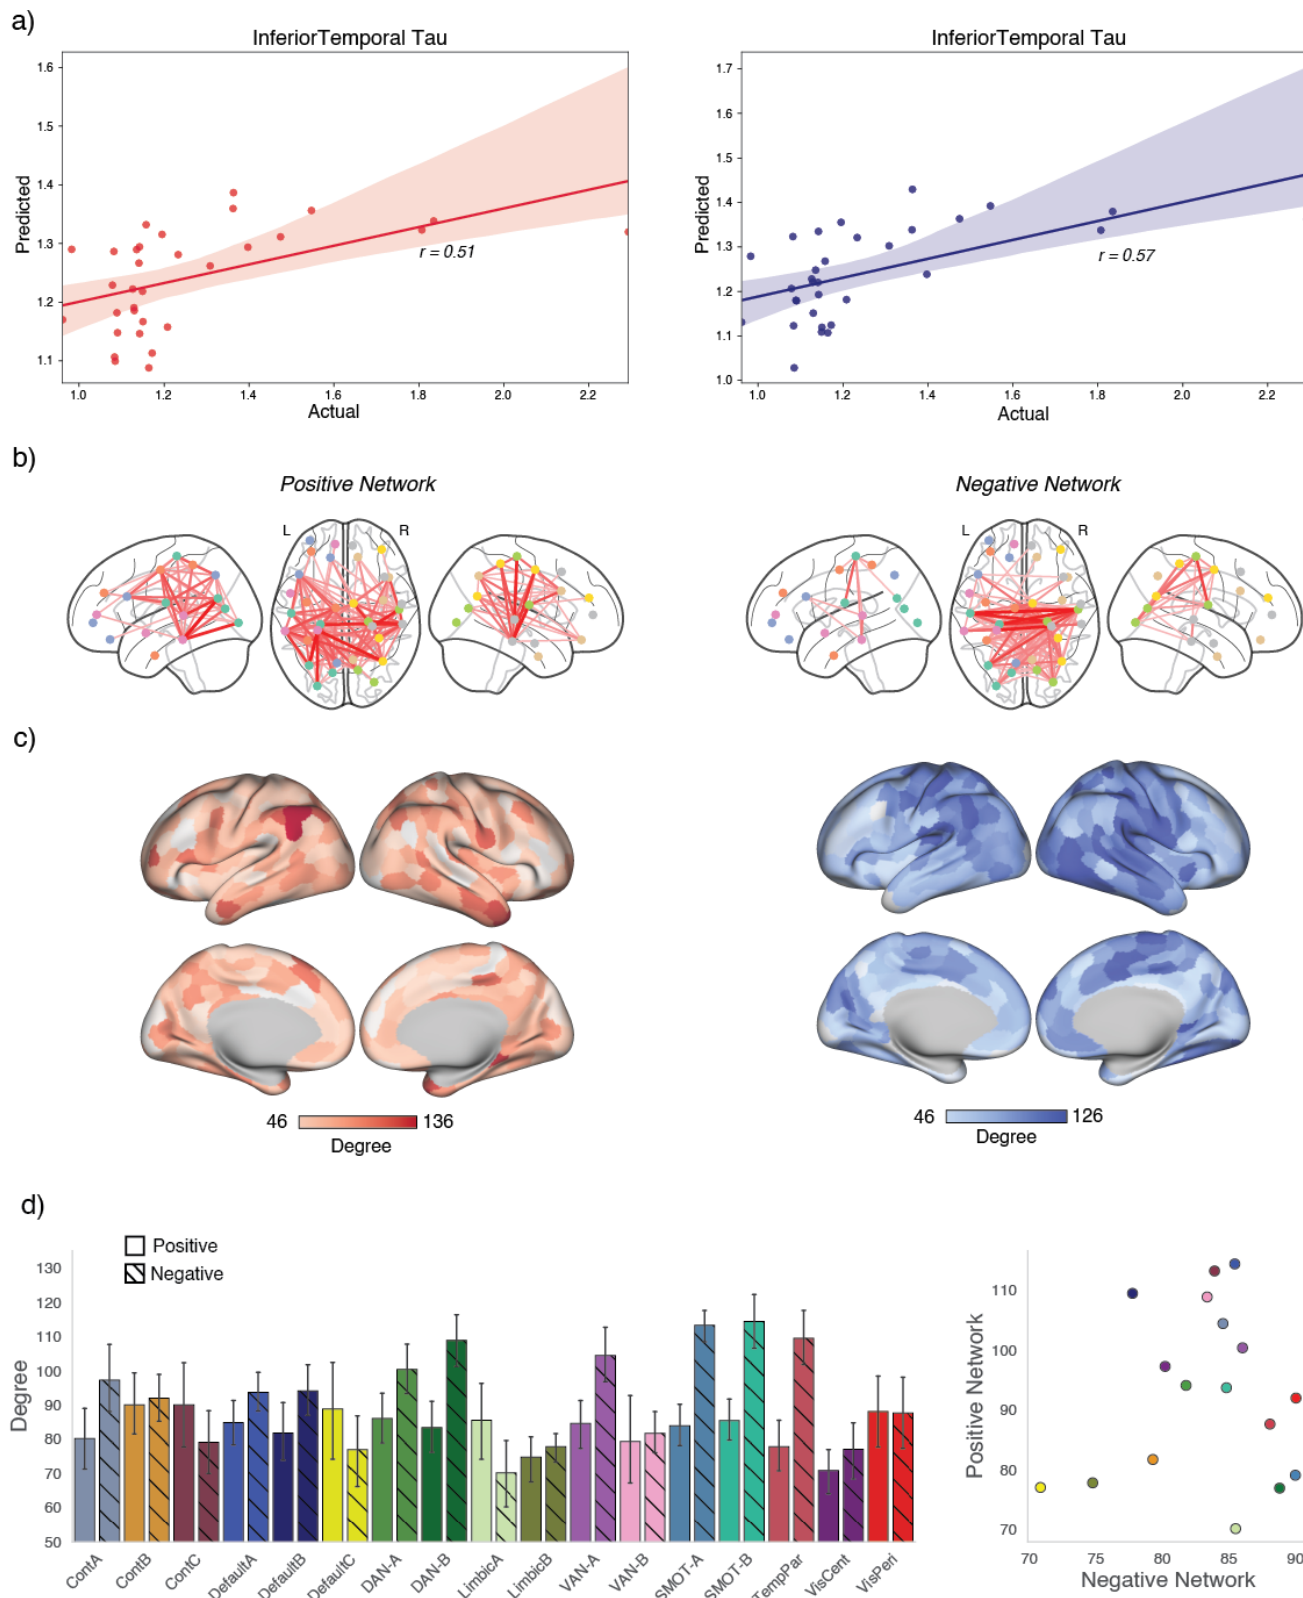 a)
InferiorTemporal Tau
1.6
1.5
1.4
1.3
1.2
1.1
Predicted
r = 0.51
1.0 1.2 1.4 1.6 1.8 2.0 2.2
Actual
InferiorTemporal Tau
1.7
1.6
1.5
1.4
1.3
1.2
1.1
1.0
Predicted
r = 0.57
1.0 1.2 1.4 1.6 1.8 2.0 2.2
Actual
b)
Positive Network
L R
Negative Network
L R
c)
46 136
Degree
46 126
Degree
d)
Positive
Negative
130
120
110
100
90
80
70
60
50
Degree
ContA ContB ContC DefaultA DefaultB DefaultC DAN-A DAN-B LimbicA LimbicB VAN-A VAN-B SMOT-A SMOT-B TempPar VisCent VisPeri
110
100
90
80
70
Positive Network
70 75 80 85 90
Negative Network